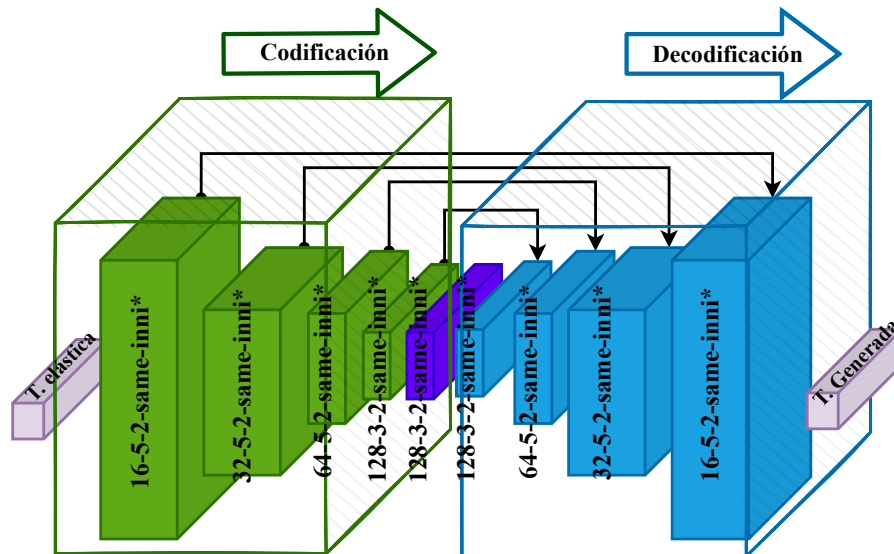 Codificación
Decodificación
T. elastica
16-5-2-same-inni*
32-5-2-same-inni*
64-5-2-same-inni*
128-3-2-same-inni*
128-3-2-same-inni*
128-3-2-same-inni*
64-5-2-same-inni*
32-5-2-same-inni*
16-5-2-same-inni*
T. Generada